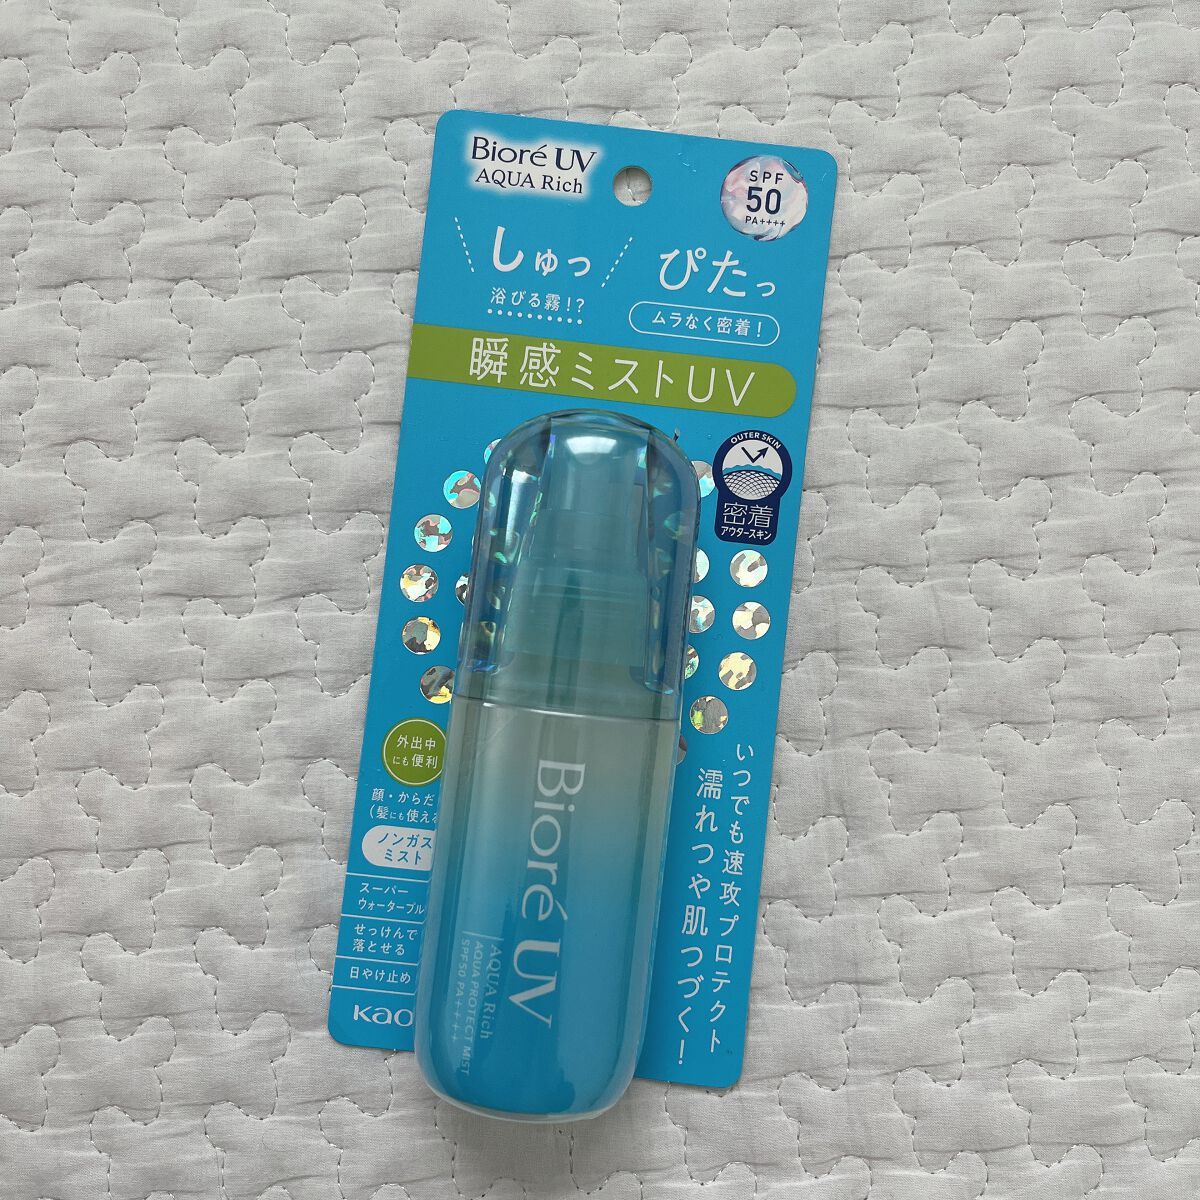 Bioré UV
AQUA Rich
SPF
50
PA++++
しゅっ
浴びる霧!?
ぴたっ
ムラなく密着!
瞬感ミストUV
OUTER SKIN
密着
アウタースキン
外出中
にも便利
顔・からだ
(髪にも使える
ノンガス
ミスト
スーパー
ウォータープル
せっけんで
落とせる
日やけ止め
Kao
いつでも速攻プロテクト
濡れつや肌つづく!
Bioré UV
AQUA Rich
AQUA PROTECT MIST
SPF50 PA++++